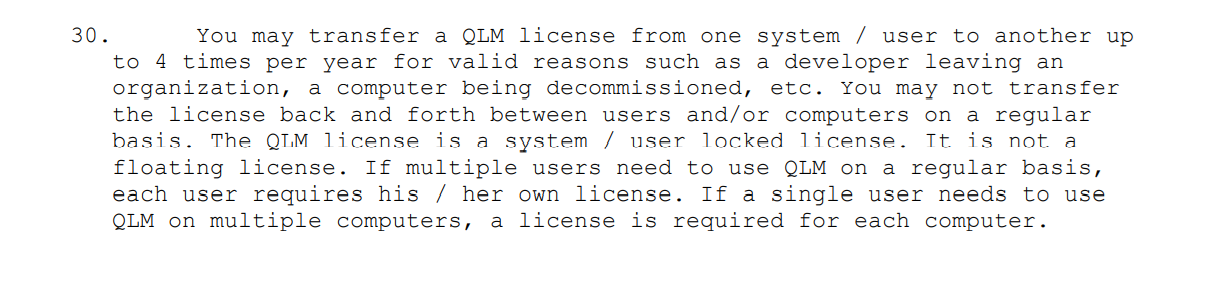 30. You may transfer a QLM license from one system / user to another up
to 4 times per year for valid reasons such as a developer leaving an
organization, a computer being decommissioned, etc. You may not transfer
the license back and forth between users and/or computers on a regular
basis. The QLM license is a system / user locked license. It is not a
floating license. If multiple users need to use QLM on a regular basis,
each user requires his / her own license. If a single user needs to use
QLM on multiple computers, a license is required for each computer.